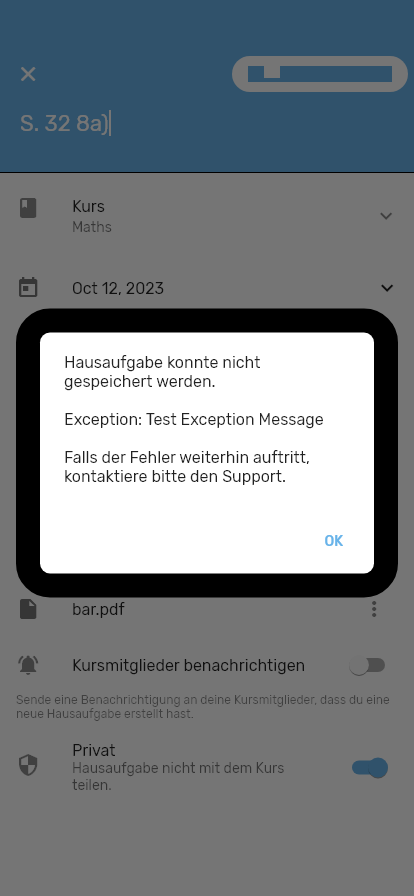 S. 32 8a)
Kurs
Maths
Oct 12, 2023
Hausaufgabe konnte nicht
gespeichert werden.
Exception: Test Exception Message
Falls der Fehler weiterhin auftritt,
kontaktiere bitte den Support.
OK
bar.pdf
Kursmitglieder benachrichtigen
Sende eine Benachrichtigung an deine Kursmitglieder, dass du eine
neue Hausaufgabe erstellt hast.
Privat
Hausaufgabe nicht mit dem Kurs
teilen.